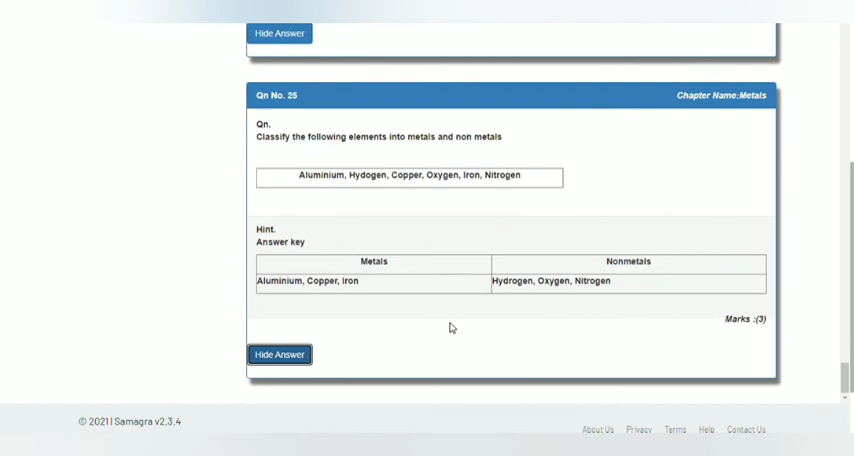 Hide Answer
Qn No. 25 Chapter Name:Metals
Qn.
Classify the following elements into metals and non metals
Aluminium, Hydogen, Copper, Oxygen, Iron, Nitrogen
Hint.
Answer key
Metals Nonmetals
Aluminium, Copper, Iron Hydrogen, Oxygen, Nitrogen
Marks :(3)
Hide Answer
© 2021 | Samagra v2.3.4
About Us Privacy Terms Help Contact Us